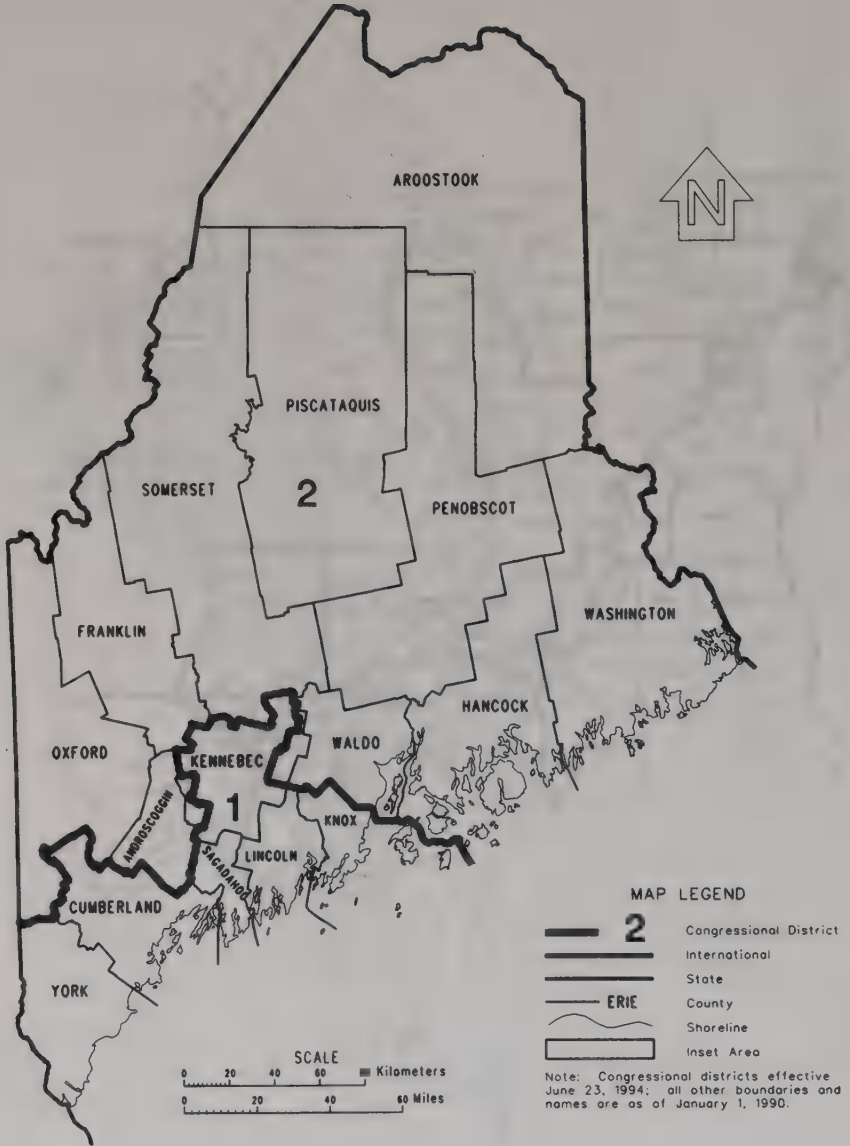 AROOSTOOK
N
PISCATAQUIS
SOMERSET
2
PENOBSCOT
FRANKLIN
WASHINGTON
HANCOCK
OXFORD
KENNEBEC
WALDO
1
ANDROSCOGGIN
KNOX
SAGADAHOC
LINCOLN
CUMBERLAND
YORK
MAP LEGEND
2 Congressional District
International
State
ERIE County
Shoreline
Inset Area
Note: Congressional districts effective
June 23, 1994; all other boundaries and
names are as of January 1, 1990.
SCALE
0 20 40 60 Kilometers
0 20 40 60 Miles